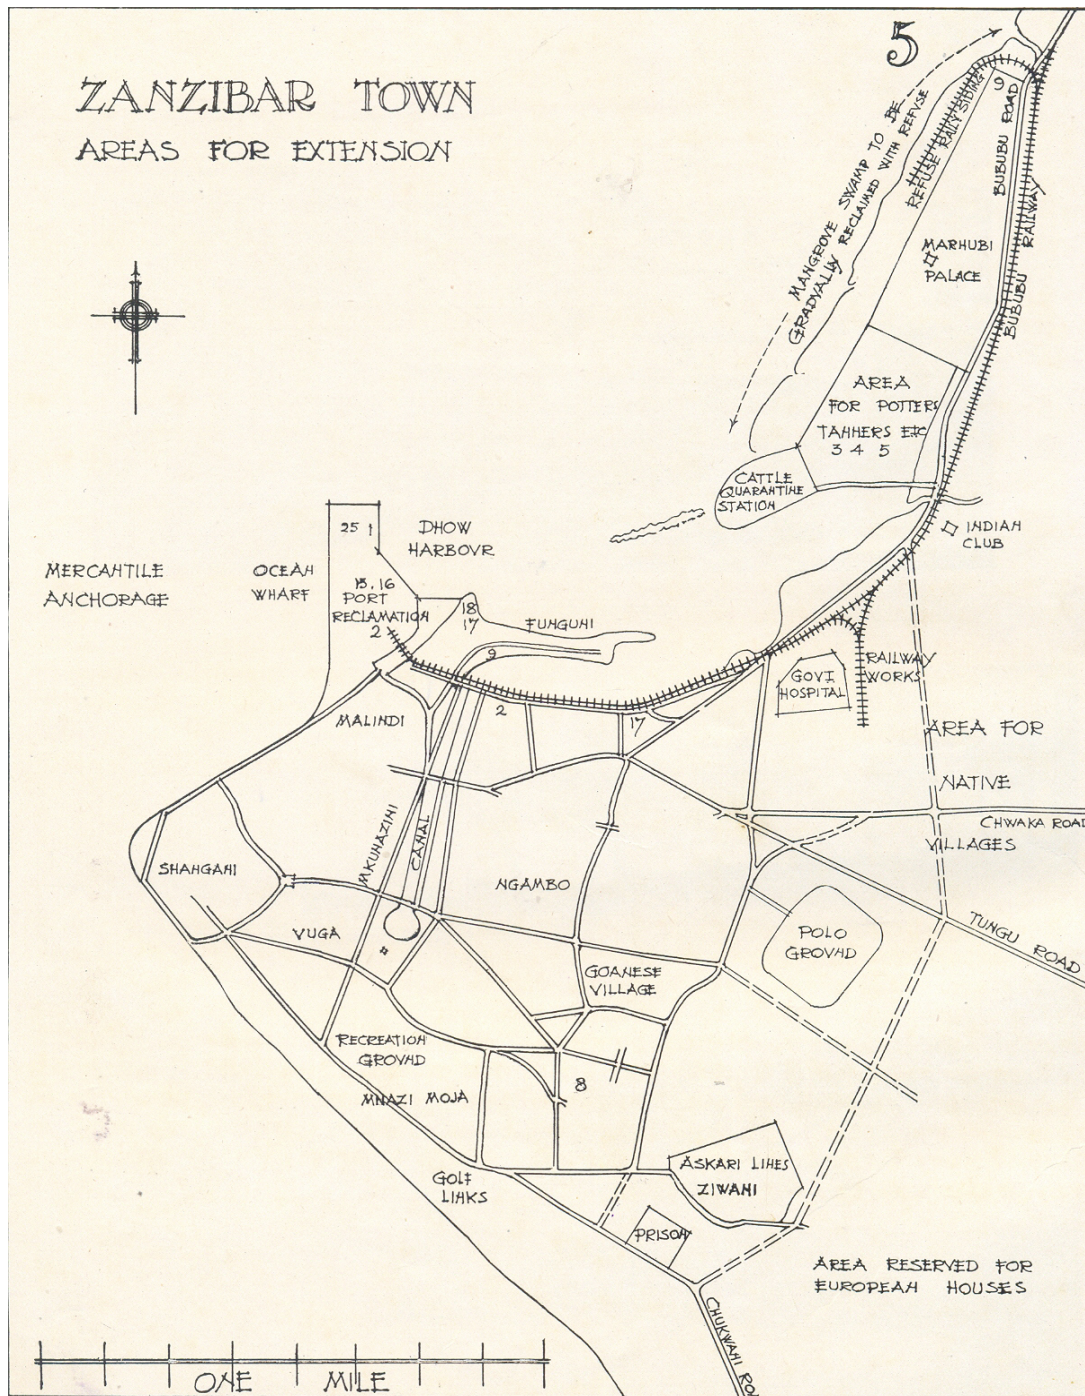 5
ZANZIBAR TOWN
AREAS FOR EXTENSION
MANGROVE SWAMP TO BE
GRADUALLY RECLAIMED WITH REFUSE
REFUSE RAILY SIDING
9
BUBUBU ROAD
BUBUBU RAILWAY
MARHUBI
PALACE
AREA
FOR POTTERS
TANNERS ETC
3 4 5
CATTLE
QUARANTINE
STATION
INDIAN
CLUB
25 1
DHOW
HARBOUR
MERCANTILE
ANCHORAGE
OCEAN
WHARF
15.16
PORT
RECLAMATION
2
18
17
FUNGUNI
9
RAILWAY
WORKS
GOVT
HOSPITAL
MALINDI
2
17
AREA FOR
NATIVE
VILLAGES
CHWAKA ROAD
MKUNAZINI
CANAL
SHANGANI
NGAMBO
VUGA
POLO
GROUND
TUNGU ROAD
GOANESE
VILLAGE
RECREATION
GROUND
MNAZI MOJA
8
ASKARI LINES
ZIWANI
GOLF
LINKS
PRISON
AREA RESERVED FOR
EUROPEAN HOUSES
CHUKWANI ROA
ONE MILE